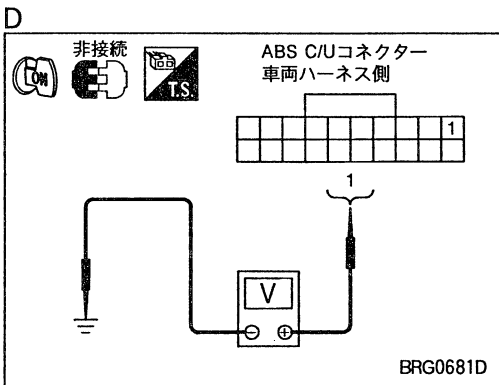 D
非接続
ON
T.S.
ABS C/Uコネクター
車両ハーネス側
1
1
V
⊖ ⊕
BRG0681D